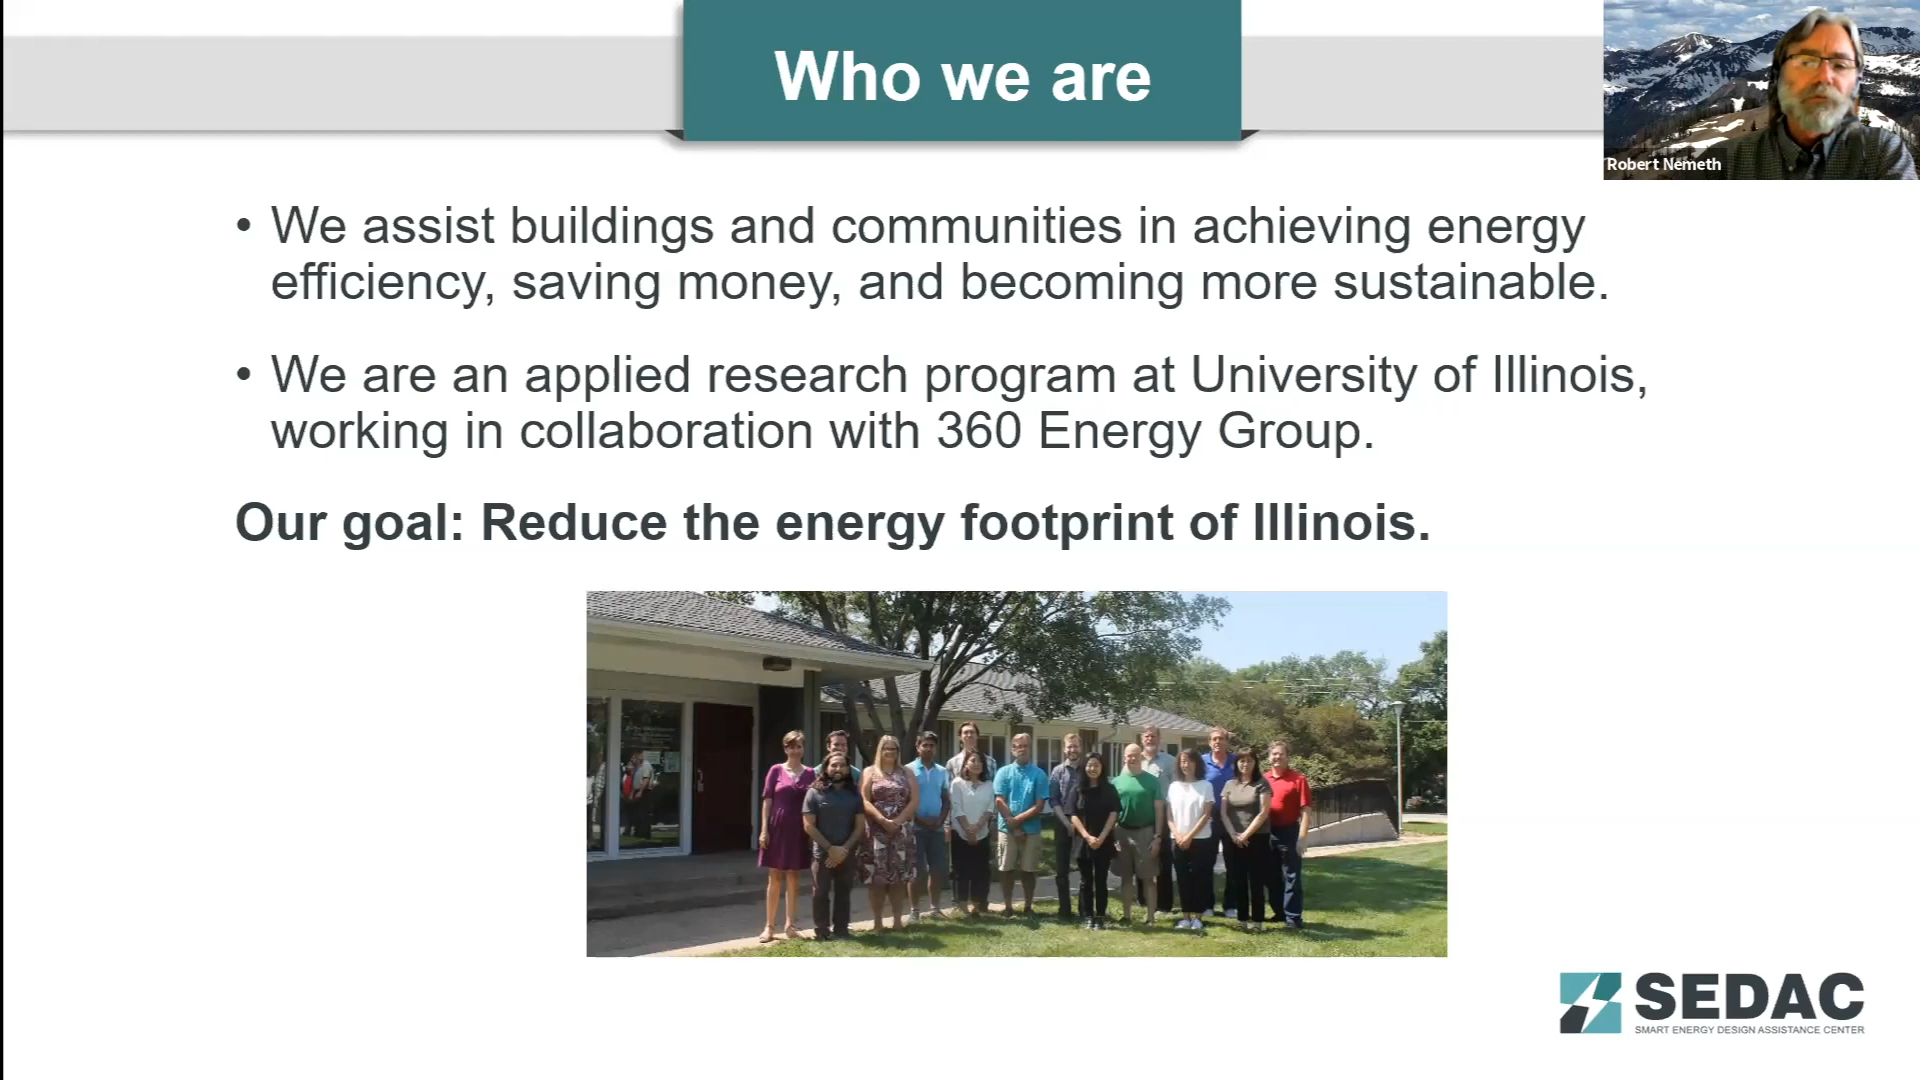 Who we are
Robert Nemeth
• We assist buildings and communities in achieving energy
efficiency, saving money, and becoming more sustainable.
• We are an applied research program at University of Illinois,
working in collaboration with 360 Energy Group.
Our goal: Reduce the energy footprint of Illinois.
SEDAC
SMART ENERGY DESIGN ASSISTANCE CENTER